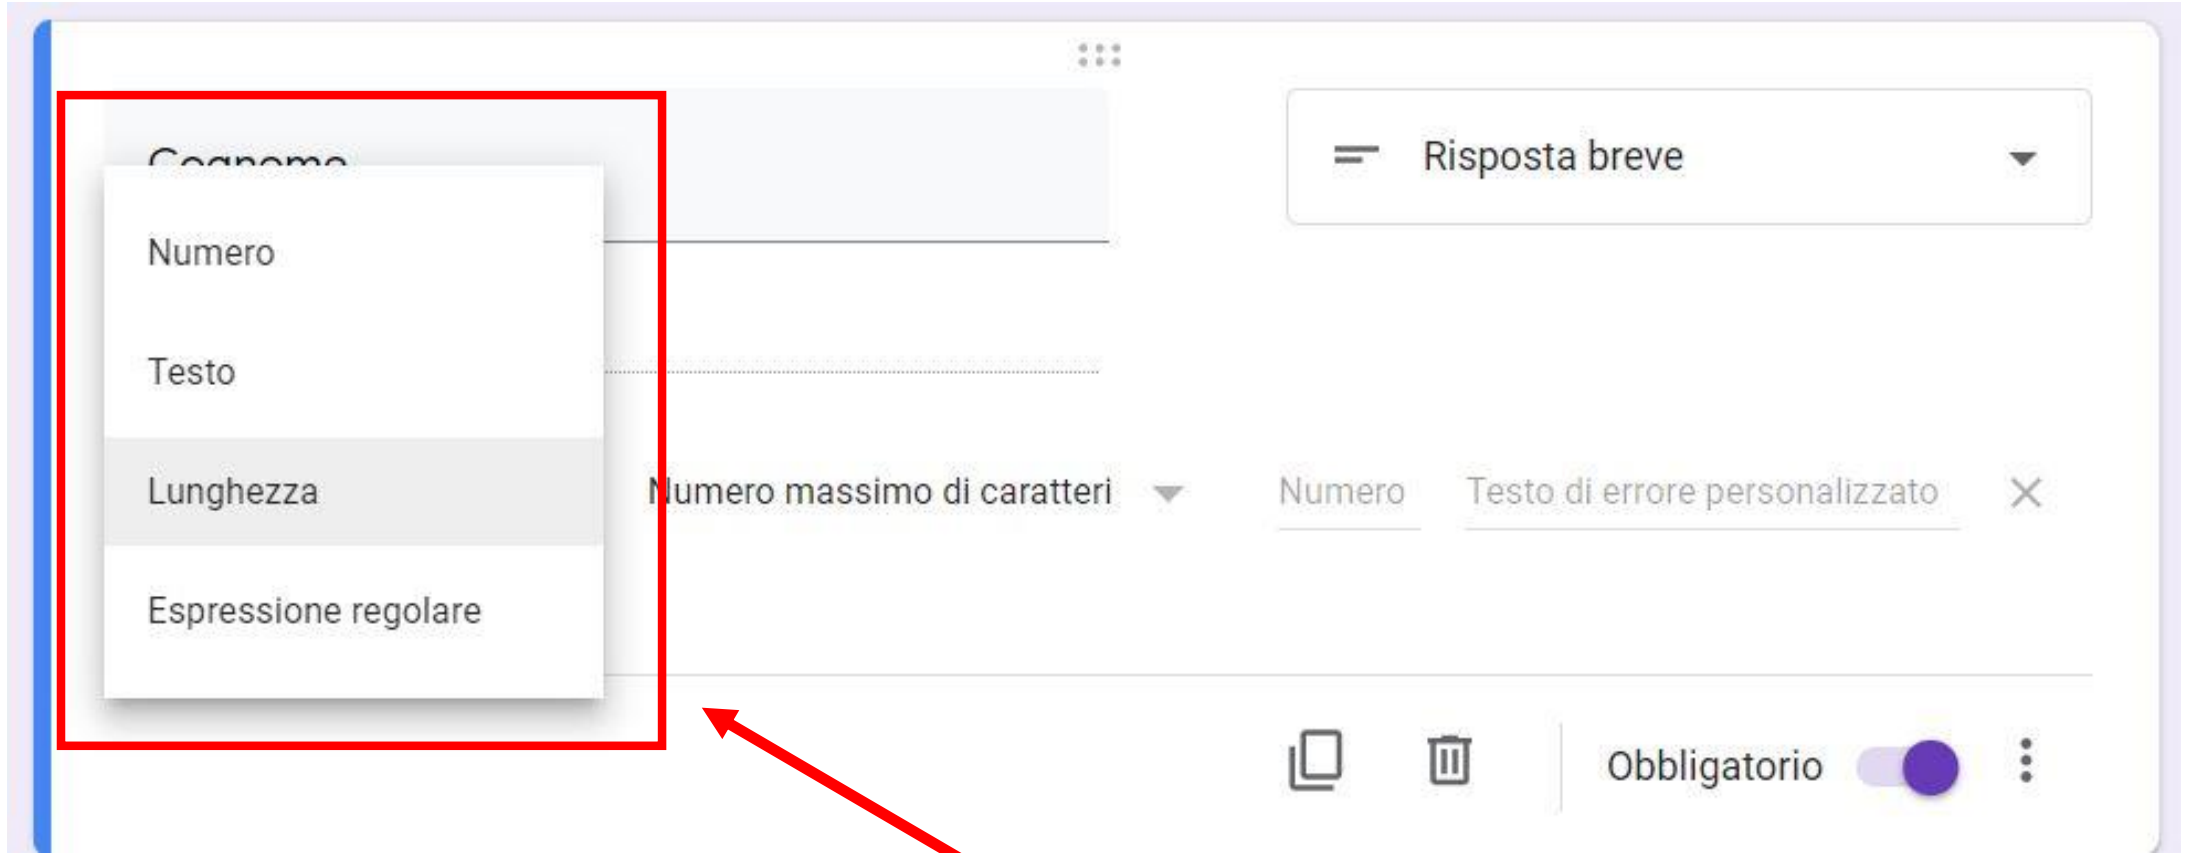 Cognome
Risposta breve
Numero
Testo
Lunghezza
Numero massimo di caratteri
Numero
Testo di errore personalizzato
Espressione regolare
Obbligatorio